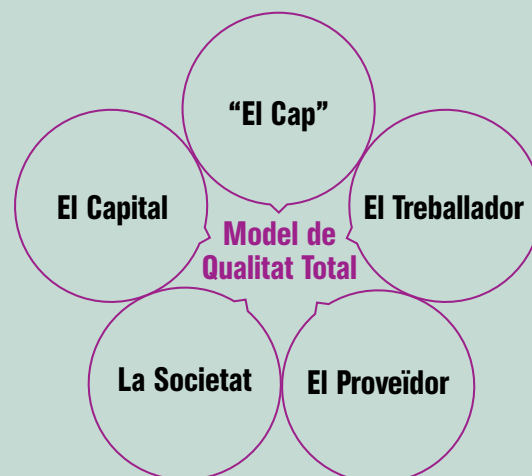 “El Cap”
El Capital
El Treballador
Model de
Qualitat Total
La Societat
El Proveïdor